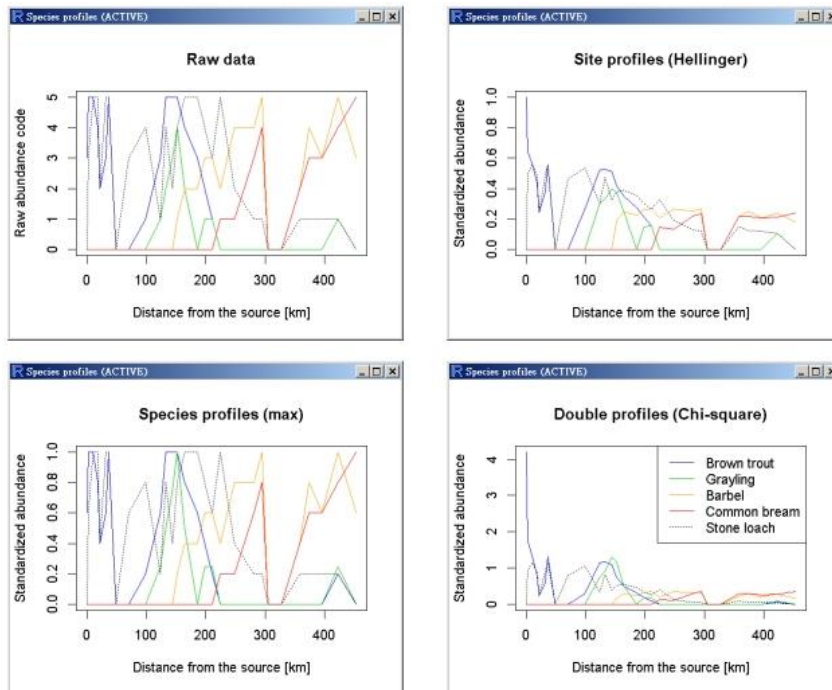 Species profiles (ACTIVE)
Raw data
Raw abundance code
0 1 2 3 4 5
0 100 200 300 400
Distance from the source [km]
Species profiles (ACTIVE)
Site profiles (Hellinger)
Standardized abundance
0.0 0.2 0.4 0.6 0.8 1.0
0 100 200 300 400
Distance from the source [km]
Species profiles (ACTIVE)
Species profiles (max)
Standardized abundance
0.0 0.2 0.4 0.6 0.8 1.0
0 100 200 300 400
Distance from the source [km]
Species profiles (ACTIVE)
Double profiles (Chi-square)
Standardized abundance
0 1 2 3 4
Brown trout
Grayling
Barbel
Common bream
Stone loach
0 100 200 300 400
Distance from the source [km]